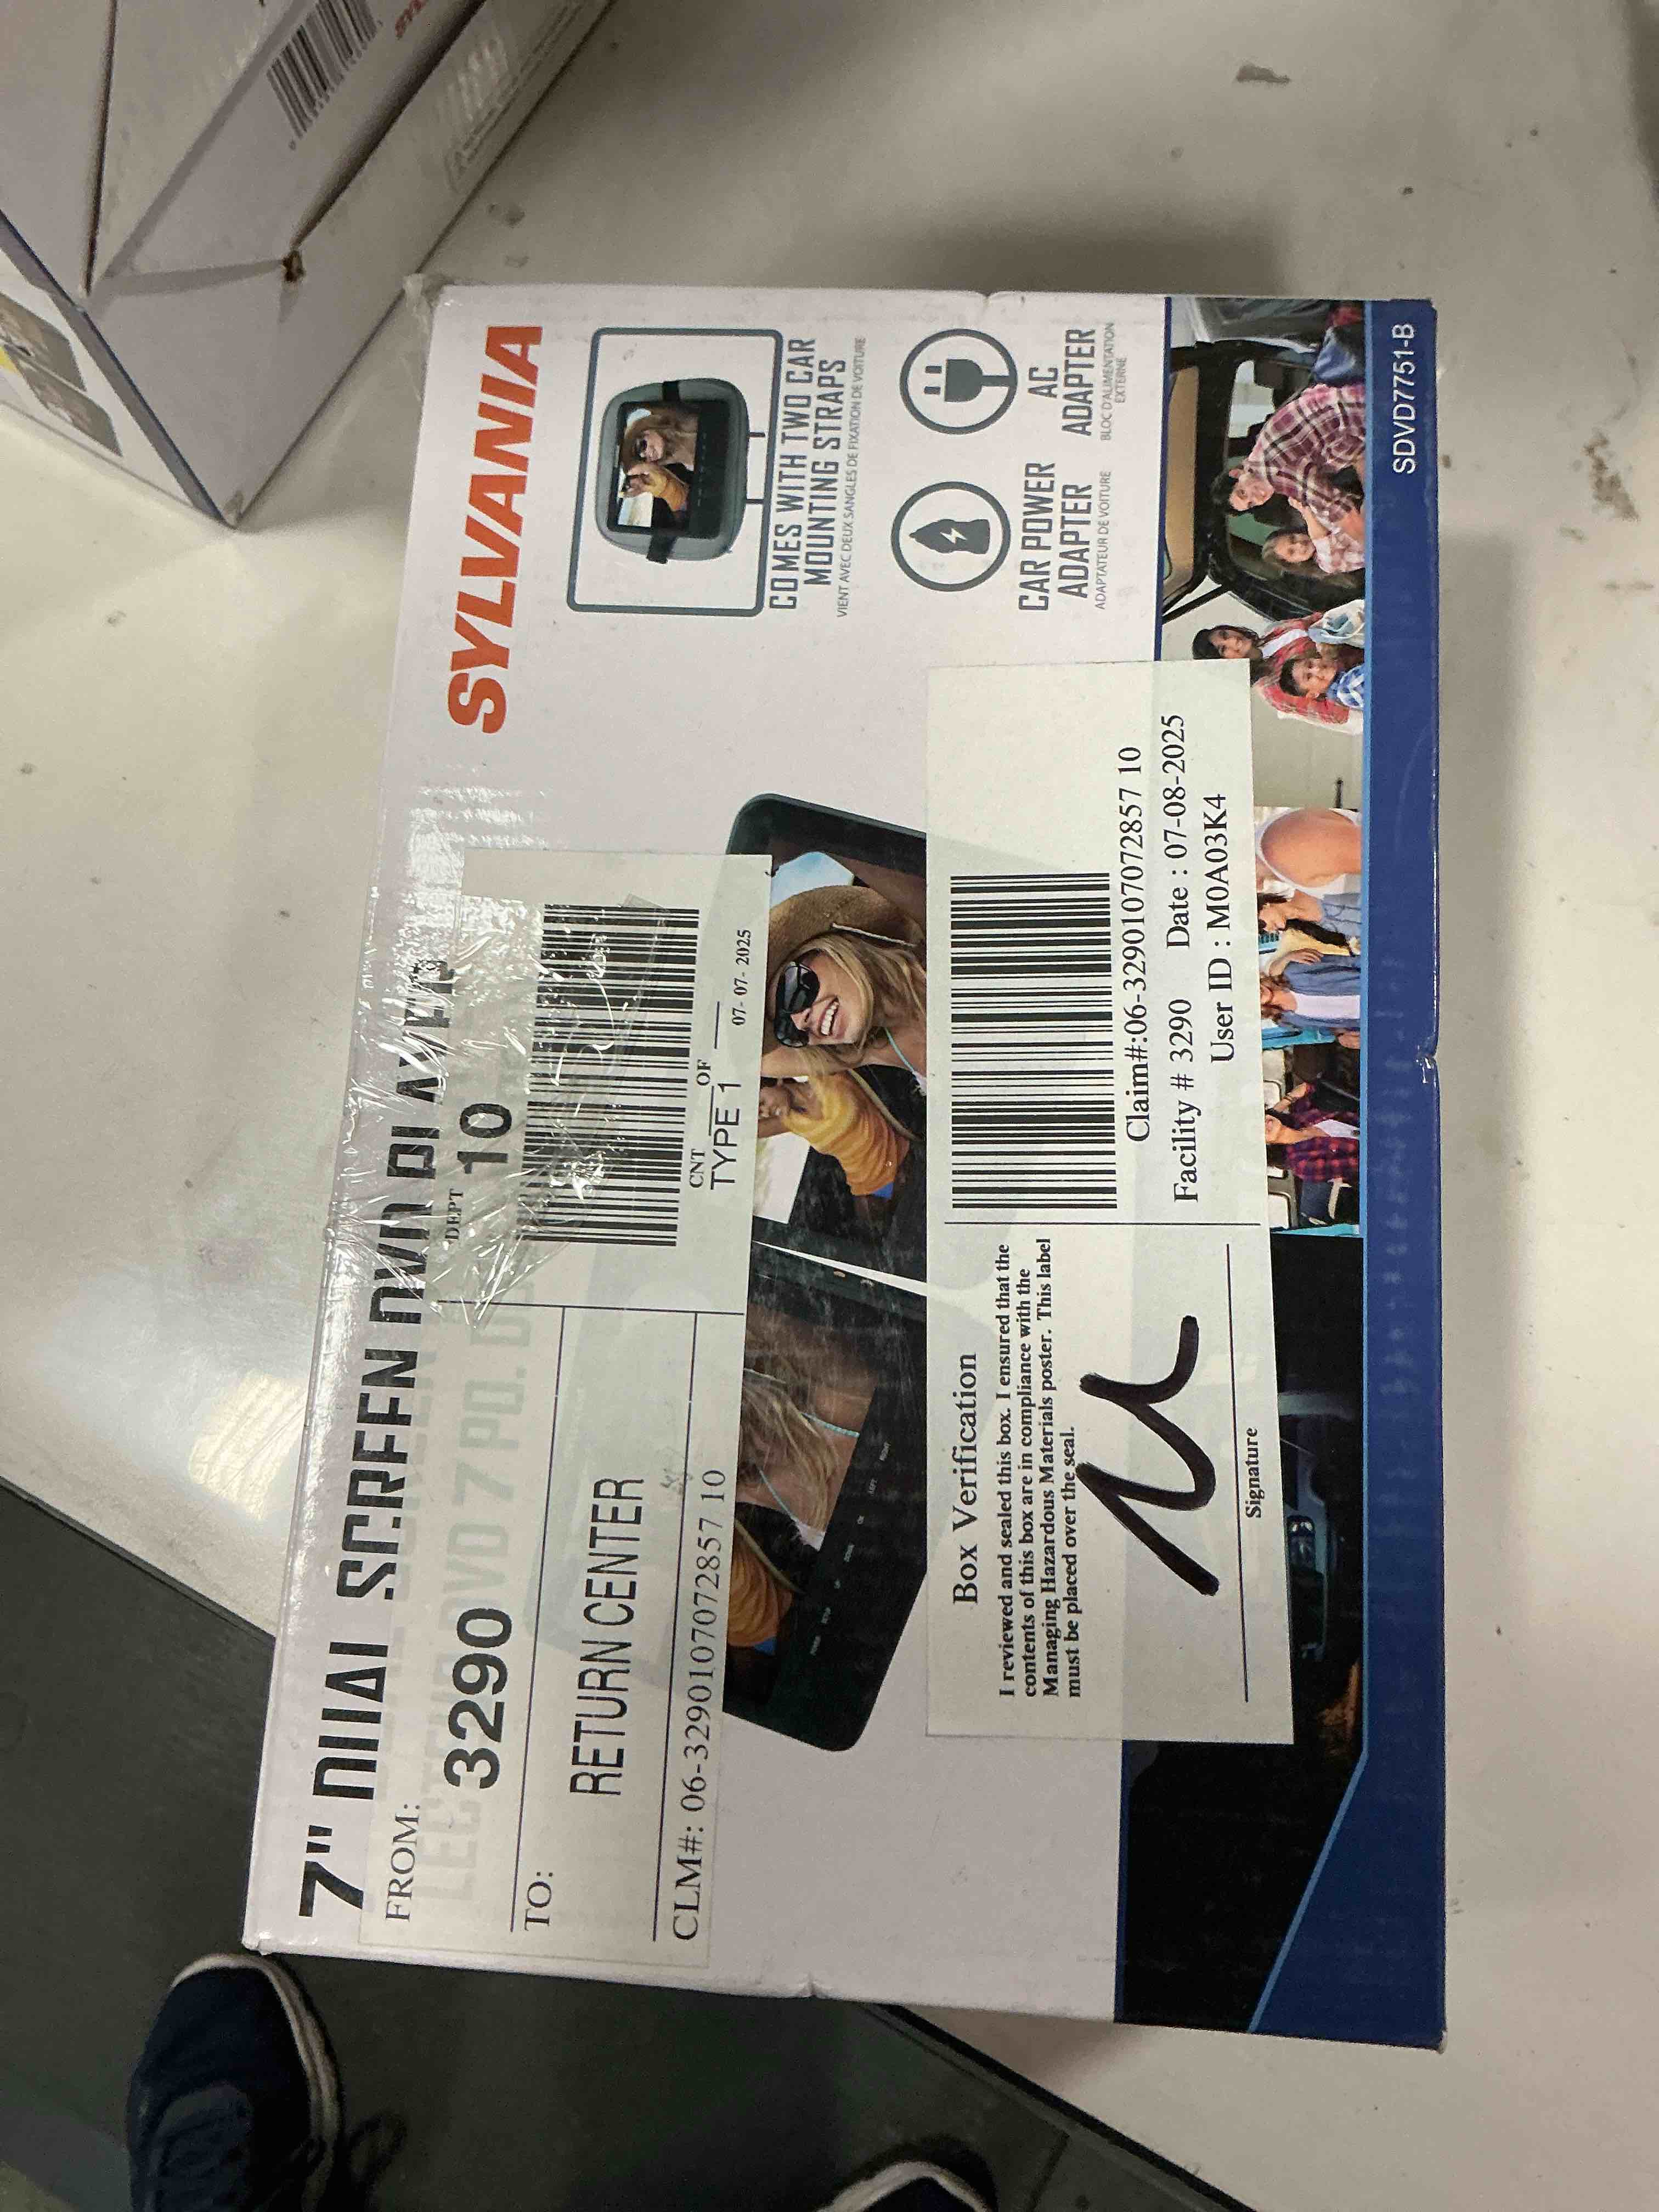 7" DUAL SCREEN DVD PLAYER
SYLVANIA
FROM:
3290
DEPT
10
TO:
RETURN CENTER
CNT OF
TYPE 1
07-07-2025
CLM#: 06-32901070728 57 10
COMES WITH TWO CAR
MOUNTING STRAPS
VIENT AVEC DEUX SANGLES DE FIXATION DE VOITURE
CAR POWER
ADAPTER
ADAPTATEUR DE VOITURE
AC
ADAPTER
BLOC D'ALIMENTATION
EXTERNE
Box Verification
I reviewed and sealed this box. I ensured that the
contents of this box are in compliance with the
Managing Hazardous Materials poster. This label
must be placed over the seal.
Signature
Claim#:06-3290107072857 10
Facility # 3290 Date : 07-08-2025
User ID : M0A03K4
SDVD7751-B